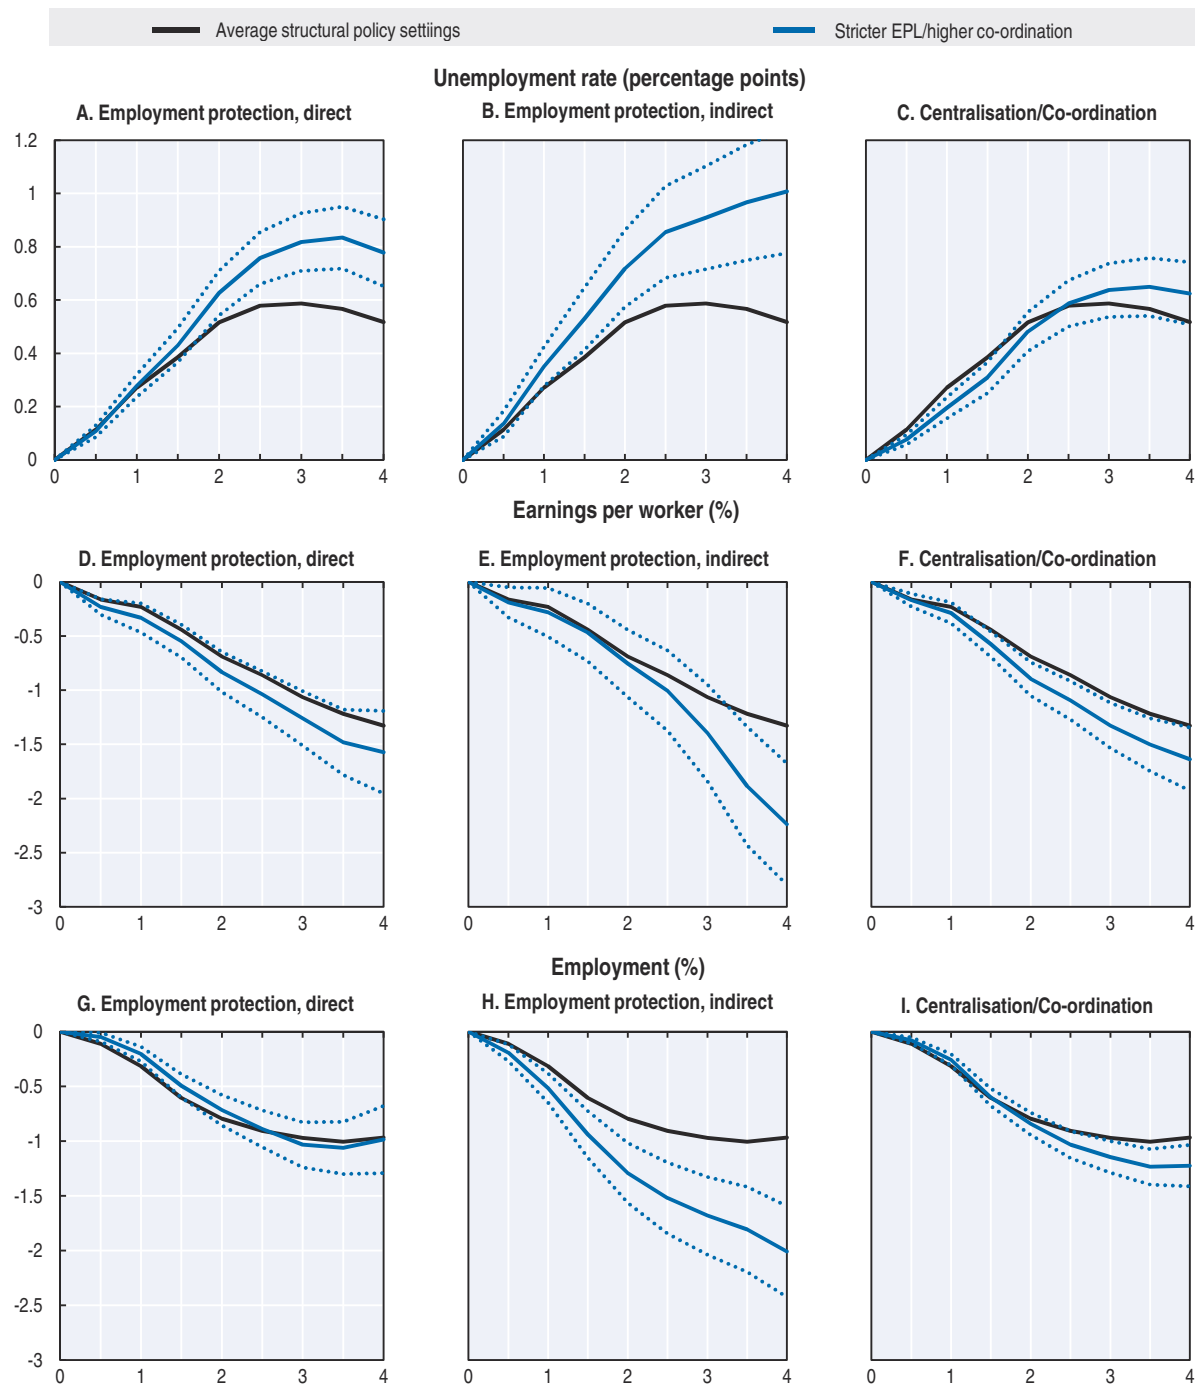 Average structural policy settiings
Stricter EPL/higher co-ordination
Unemployment rate (percentage points)
A. Employment protection, direct
B. Employment protection, indirect
C. Centralisation/Co-ordination
1.2
1
0.8
0.6
0.4
0.2
0
0 1 2 3 4
0 1 2 3 4
0 1 2 3 4
Earnings per worker (%)
D. Employment protection, direct
E. Employment protection, indirect
F. Centralisation/Co-ordination
0
-0.5
-1
-1.5
-2
-2.5
-3
0 1 2 3 4
0 1 2 3 4
0 1 2 3 4
Employment (%)
G. Employment protection, direct
H. Employment protection, indirect
I. Centralisation/Co-ordination
0
-0.5
-1
-1.5
-2
-2.5
-3
0 1 2 3 4
0 1 2 3 4
0 1 2 3 4